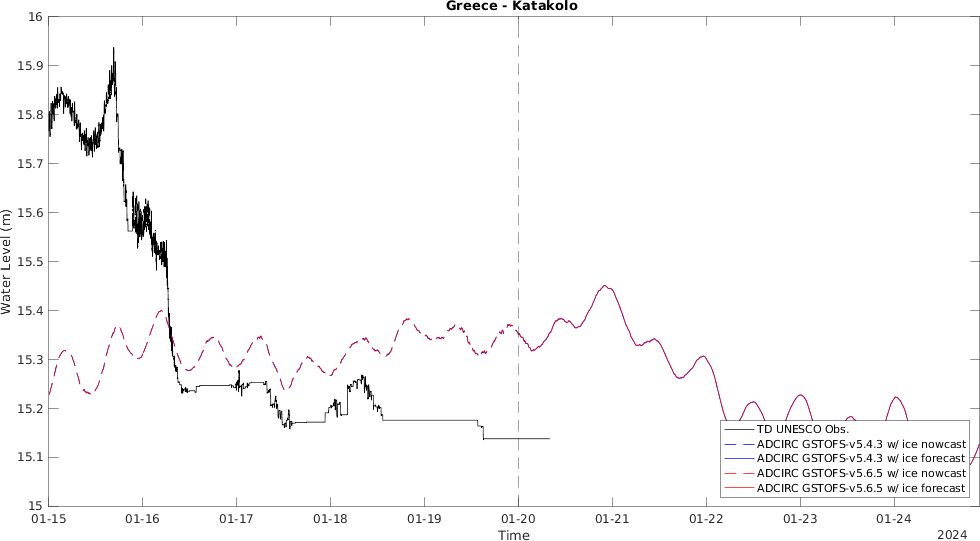 Greece - Katakolo
16
15.9
15.8
15.7
15.6
15.5
15.4
15.3
15.2
15.1
15
Water Level (m)
TD UNESCO Obs.
ADCIRC GSTOFS-v5.4.3 w/ ice nowcast
ADCIRC GSTOFS-v5.4.3 w/ ice forecast
ADCIRC GSTOFS-v5.6.5 w/ ice nowcast
ADCIRC GSTOFS-v5.6.5 w/ ice forecast
01-15 01-16 01-17 01-18 01-19 01-20 01-21 01-22 01-23 01-24
Time
2024